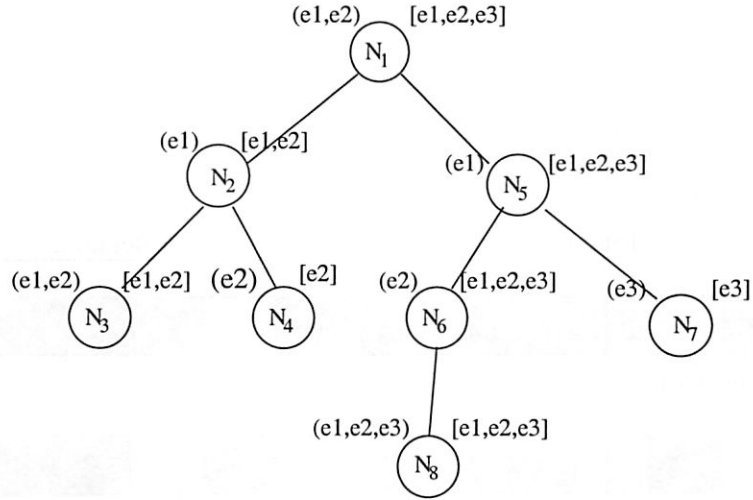 (e1,e2) [e1,e2,e3]
N1
(e1) [e1,e2] (e1) [e1,e2,e3]
N2 N5
(e1,e2) [e1,e2] (e2) [e2] (e2) [e1,e2,e3] (e3) [e3]
N3 N4 N6 N7
(e1,e2,e3) [e1,e2,e3]
N8